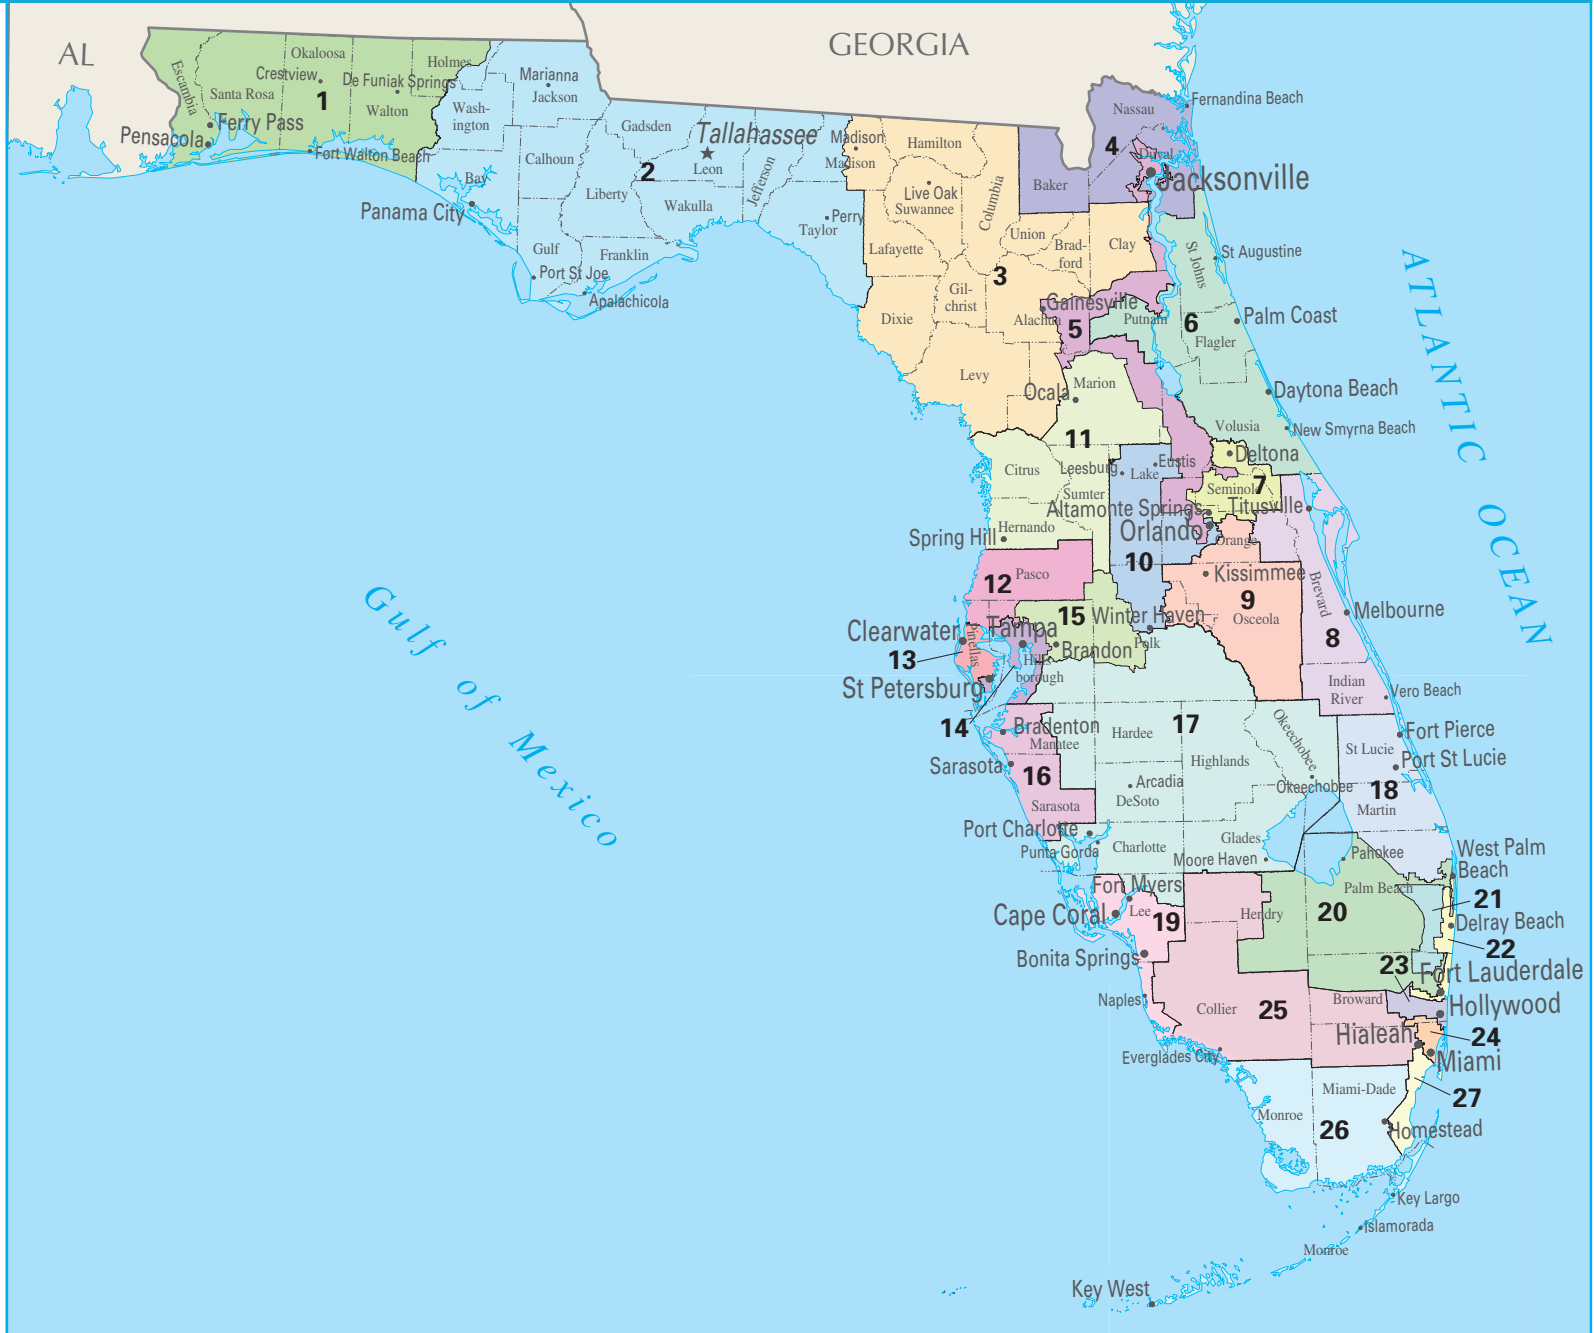 AL
GEORGIA
Escambia
Santa Rosa
Okaloosa
Crestview
De Funiak Springs
Holmes
Walton
1
Pensacola
Ferry Pass
Fort Walton Beach
Wash-
ington
Marianna
Jackson
Bay
Panama City
Calhoun
Gadsden
Liberty
2
Tallahassee
Leon
Wakulla
Jefferson
Gulf
Franklin
Port St Joe
Apalachicola
Taylor
Perry
Madison
Madison
Hamilton
Live Oak
Suwannee
Columbia
Lafayette
Union
Brad-
ford
Clay
3
Gil-
christ
Dixie
Alachua
Levy
Baker
Nassau
4
Duval
Fernandina Beach
Jacksonville
St Johns
St Augustine
Gainesville
5
Putnam
6
Palm Coast
Flagler
Daytona Beach
Volusia
New Smyrna Beach
Ocala
Marion
11
Citrus
Leesburg
Sumter
Hernando
Spring Hill
Lake
Eustis
Deltona
Seminole
7
Altamonte Springs
Titusville
Orlando
Orange
10
12
Pasco
Kissimmee
9
Osceola
Brevard
Melbourne
8
15
Winter Haven
Polk
Clearwater
Pinellas
Tampa
Brandon
13
Hills-
borough
St Petersburg
14
Indian
River
Vero Beach
Bradenton
Manatee
Hardee
17
Highlands
Okeechobee
Okeechobee
Fort Pierce
St Lucie
Port St Lucie
18
Martin
Sarasota
16
Sarasota
Arcadia
DeSoto
Port Charlotte
Punta Gorda
Charlotte
Glades
Moore Haven
Pahokee
West Palm
Beach
Palm Beach
Fort Myers
Cape Coral
Lee
19
Hendry
20
21
Delray Beach
22
Bonita Springs
23
Fort Lauderdale
Naples
Collier
25
Broward
Hollywood
Hialeah
24
Miami
Everglades City
Monroe
Miami-Dade
27
26
Homestead
Key Largo
Islamorada
Monroe
Key West
Gulf
of
Mexico
ATLANTIC
OCEAN